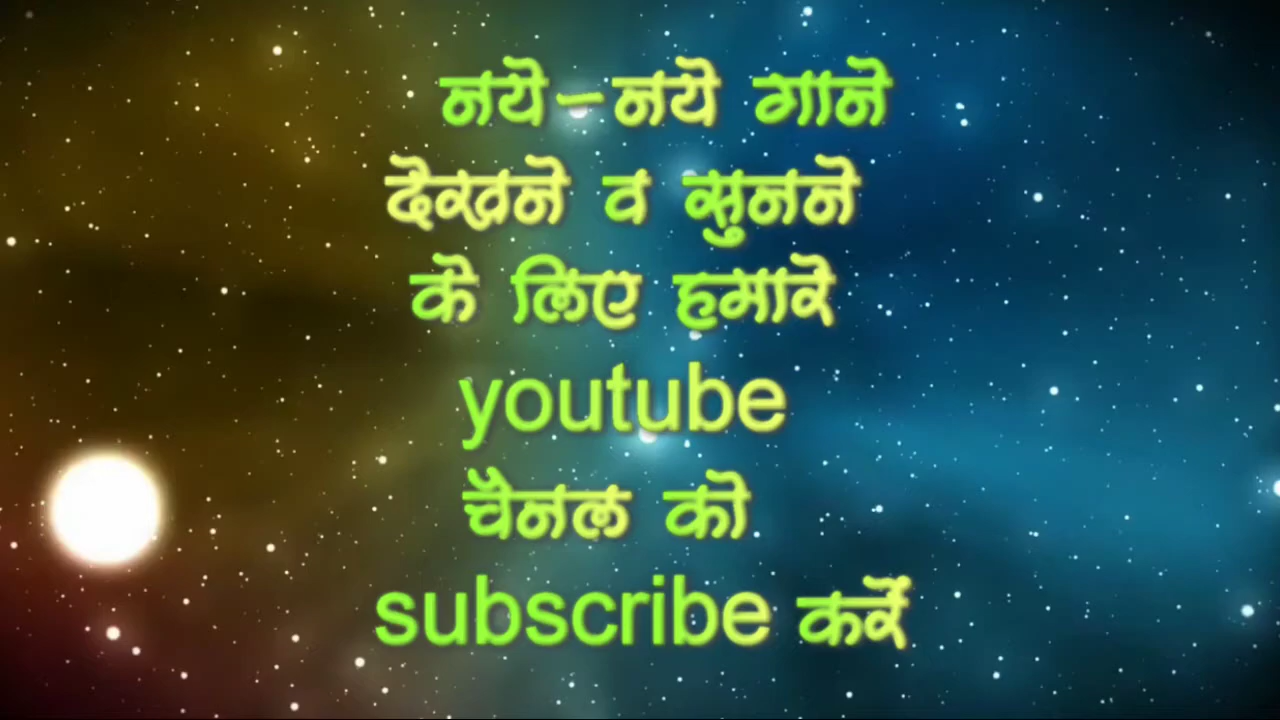 नये-नये गाने
देखने व सुनने
के लिए हमारे
youtube
चैनल को
subscribe करें